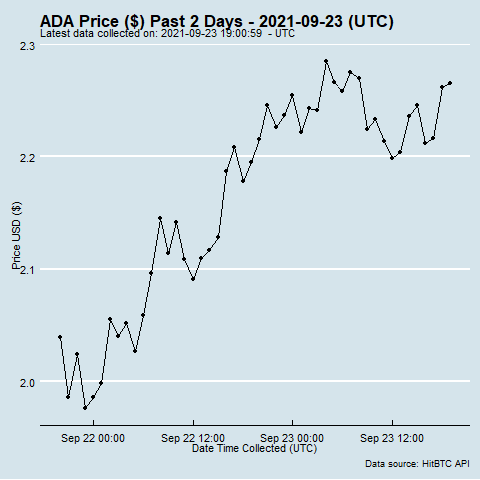 ADA Price ($) Past 2 Days - 2021-09-23 (UTC)
Latest data collected on: 2021-09-23 19:00:59 - UTC
2.3
2.2
2.1
2.0
Price USD ($)
Sep 22 00:00
Sep 22 12:00
Sep 23 00:00
Sep 23 12:00
Date Time Collected (UTC)
Data source: HitBTC API